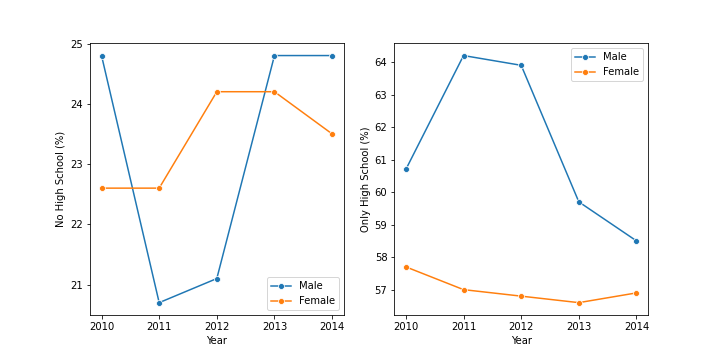 No High School (%)
25
24
23
22
21
2010 2011 2012 2013 2014
Year
Male
Female
Only High School (%)
64
63
62
61
60
59
58
57
2010 2011 2012 2013 2014
Year
Male
Female